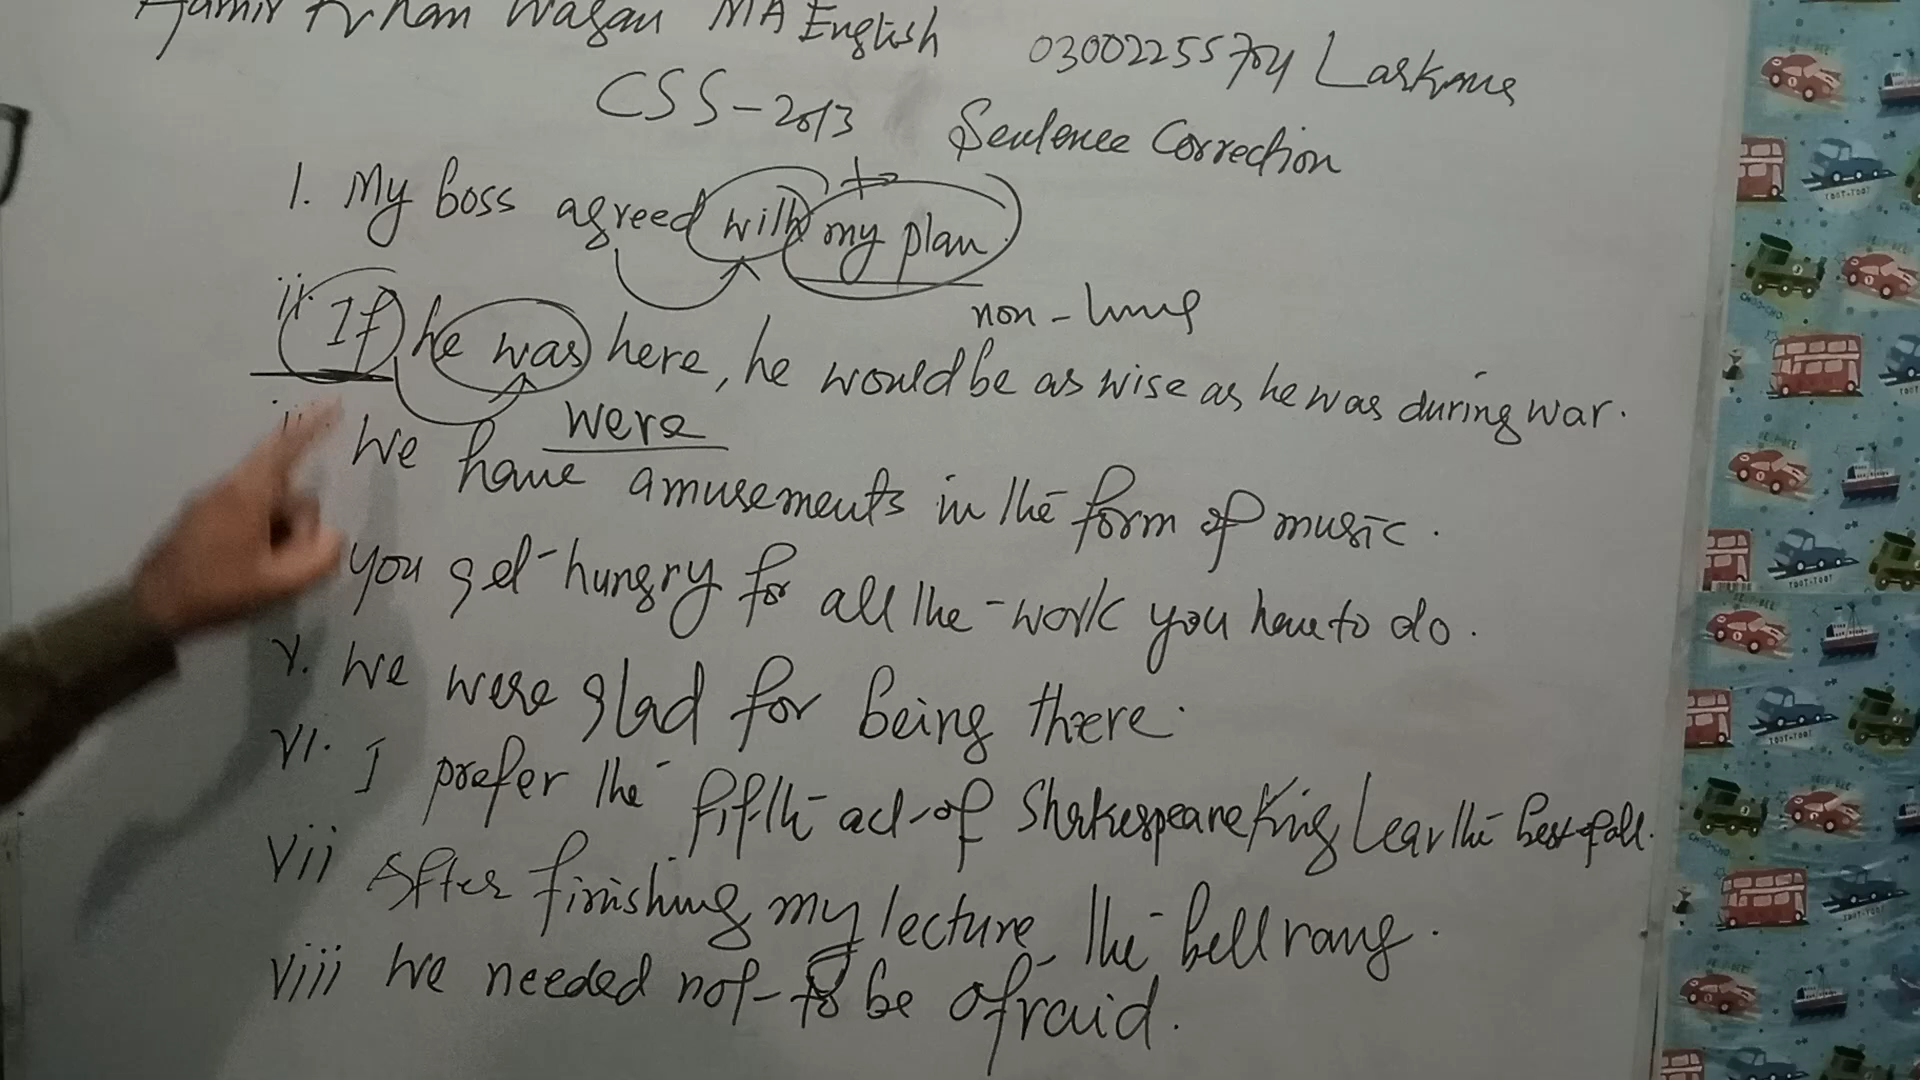 Khan Wagan MA English 03002255704 Larkana
CSS-2013 Sentence Correction
to
1. My boss agreed with my plan.
non-living
ii. If he was here, he would be as wise as he was during war.
were
iii We have amusements in the form of music.
You get hungry for all the work you have to do.
V. We were glad for being there.
VI. I prefer the fifth act of Shakespeare King Lear the best of all.
Vii After finishing my lecture, the bell rang.
Viii We needed not to be afraid.